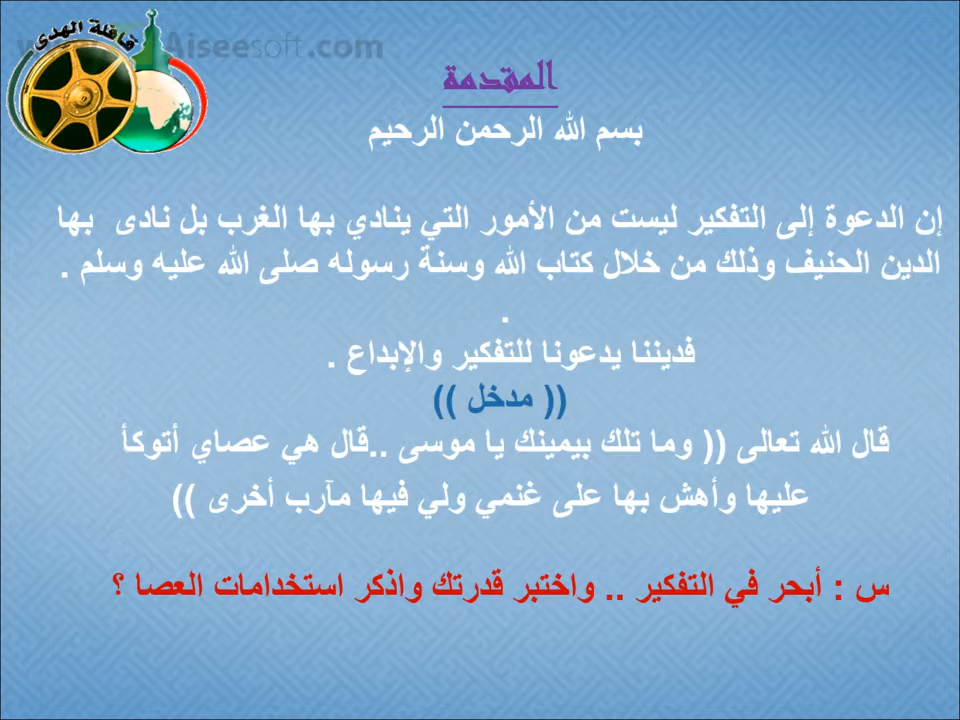 قافلة الهدى
Aiseesoft.com
المقدمة
بسم الله الرحمن الرحيم
إن الدعوة إلى التفكير ليست من الأمور التي ينادي بها الغرب بل نادى بها
الدين الحنيف وذلك من خلال كتاب الله وسنة رسوله صلى الله عليه وسلم .
.
فديننا يدعونا للتفكير والإبداع .
(( مدخل ))
قال الله تعالى (( وما تلك بيمينك يا موسى ..قال هي عصاي أتوكأ
عليها وأهش بها على غنمي ولي فيها مآرب أخرى ))
س : أبحر في التفكير .. واختبر قدرتك واذكر استخدامات العصا ؟